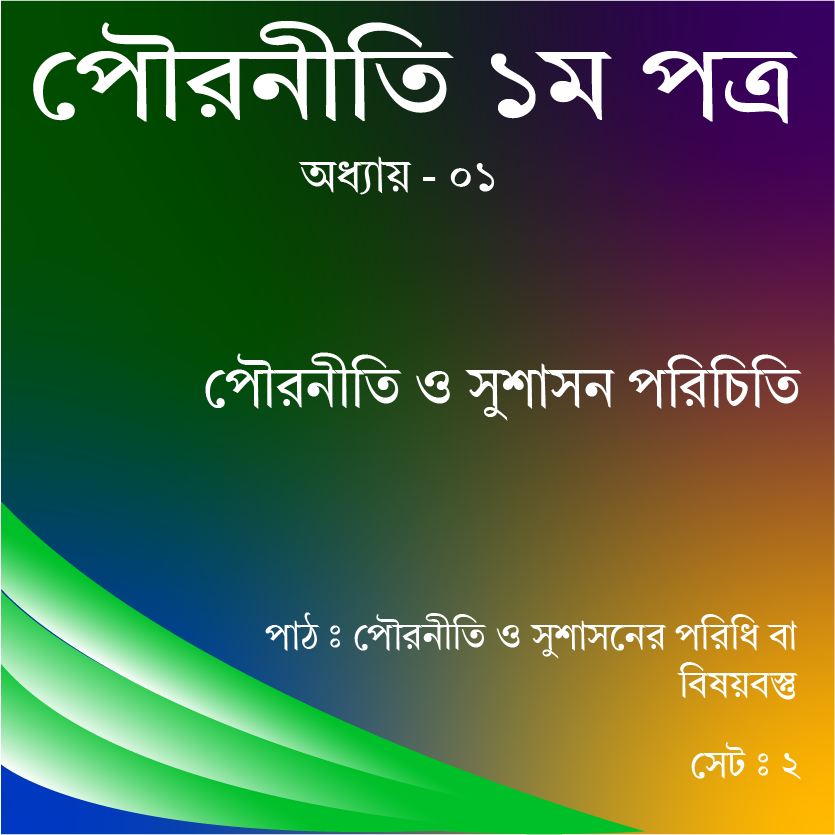 পৌরনীতি ১ম পত্র
অধ্যায় - ০১
পৌরনীতি ও সুশাসন পরিচিতি
পাঠ ঃ পৌরনীতি ও সুশাসনের পরিধি বা
বিষয়বস্তু
সেট ঃ ২